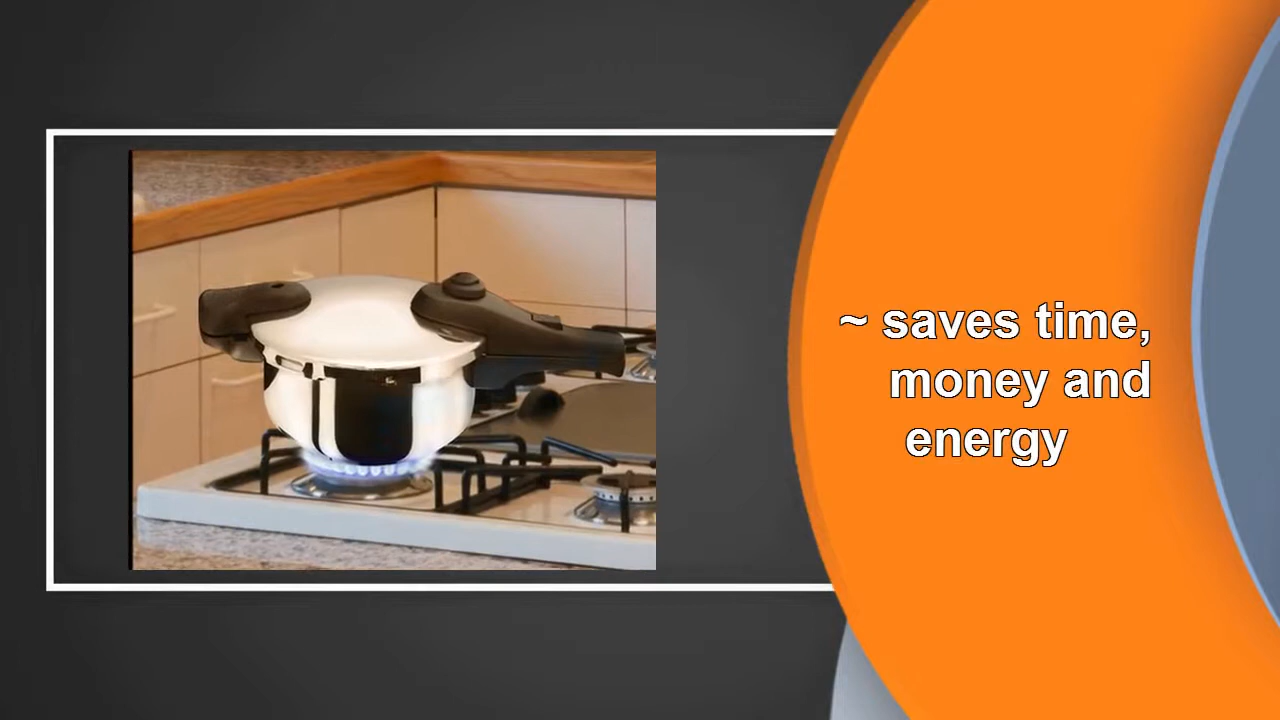 ~ saves time,
money and
energy